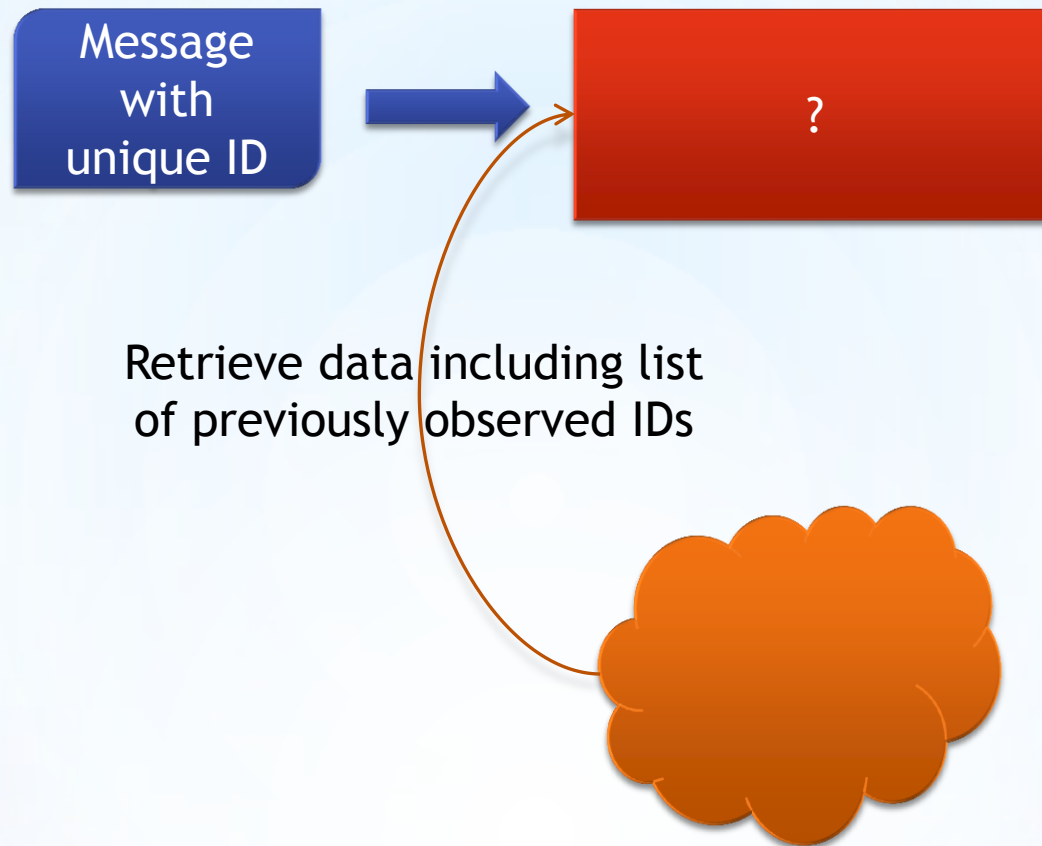 Message
with
unique ID
?
Retrieve data including list
of previously observed IDs